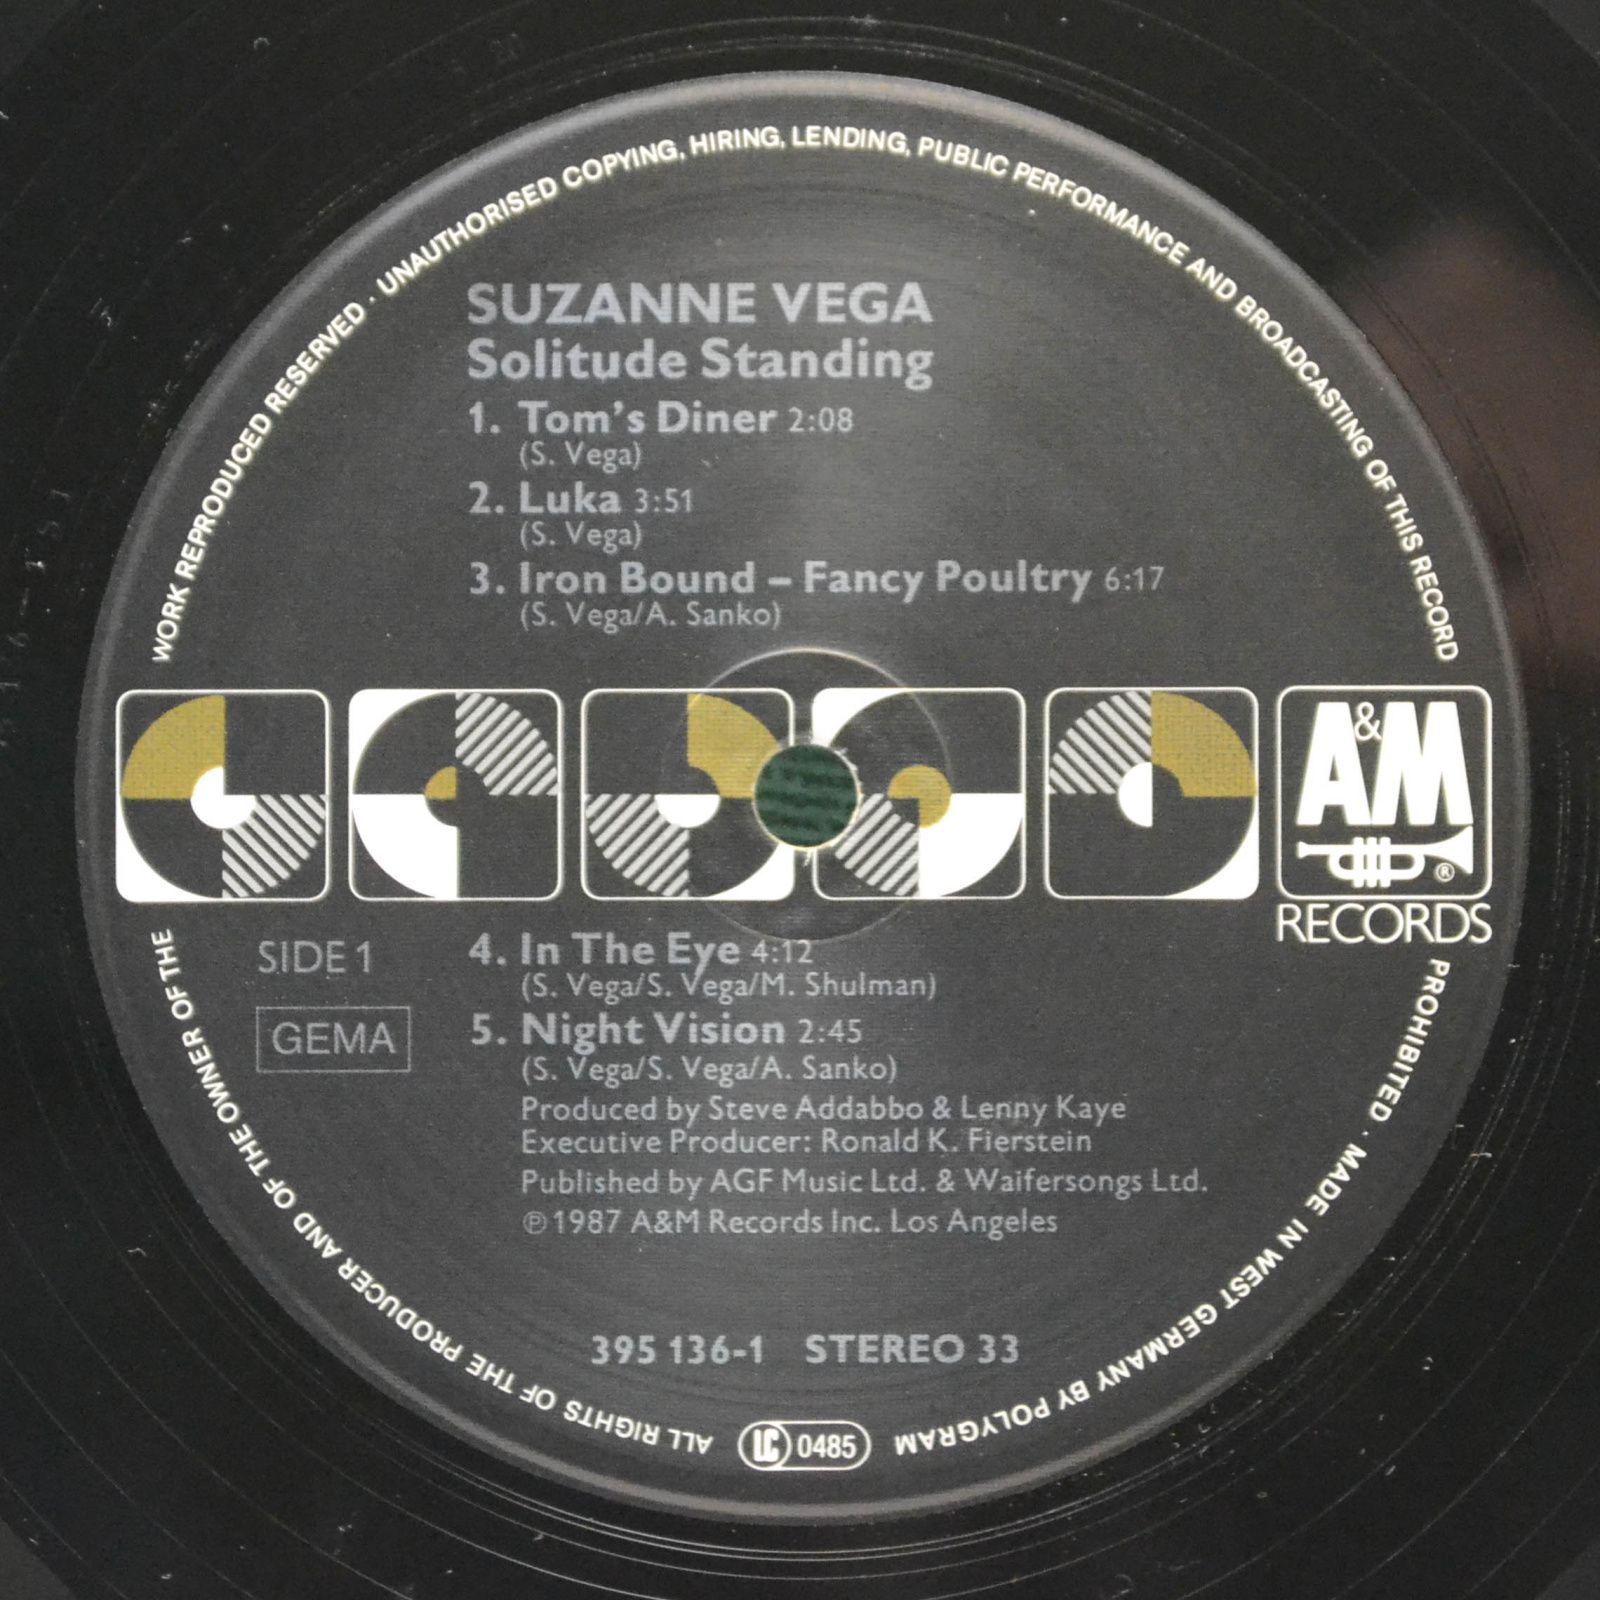 WORK REPRODUCED RESERVED · UNAUTHORISED COPYING, HIRING, LENDING, PUBLIC PERFORMANCE AND BROADCASTING OF THIS RECORD
SUZANNE VEGA
Solitude Standing
1. Tom's Diner 2:08
(S. Vega)
2. Luka 3:51
(S. Vega)
3. Iron Bound – Fancy Poultry 6:17
(S. Vega/A. Sanko)
A&M
®
RECORDS
SIDE 1
GEMA
4. In The Eye 4:12
(S. Vega/S. Vega/M. Shulman)
5. Night Vision 2:45
(S. Vega/S. Vega/A. Sanko)
Produced by Steve Addabbo & Lenny Kaye
Executive Producer: Ronald K. Fierstein
Published by AGF Music Ltd. & Waifersongs Ltd.
℗1987 A&M Records Inc. Los Angeles
395 136-1 STEREO 33
PROHIBITED · MADE IN WEST GERMANY BY POLYGRAM
LC 0485
ALL RIGHTS OF THE PRODUCER AND OF THE OWNER OF THE